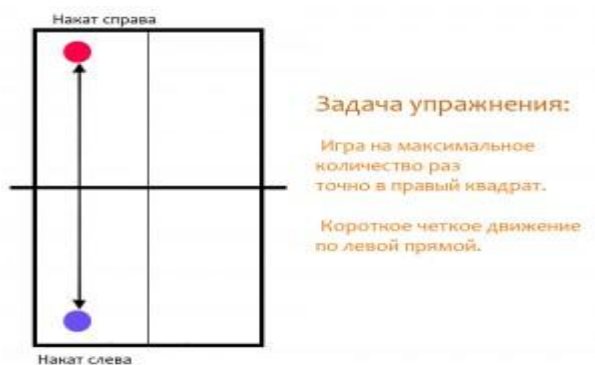 Накат справа
Задача упражнения:
Игра на максимальное
количество раз
точно в правый квадрат.
Короткое четкое движение
по левой прямой.
Накат слева